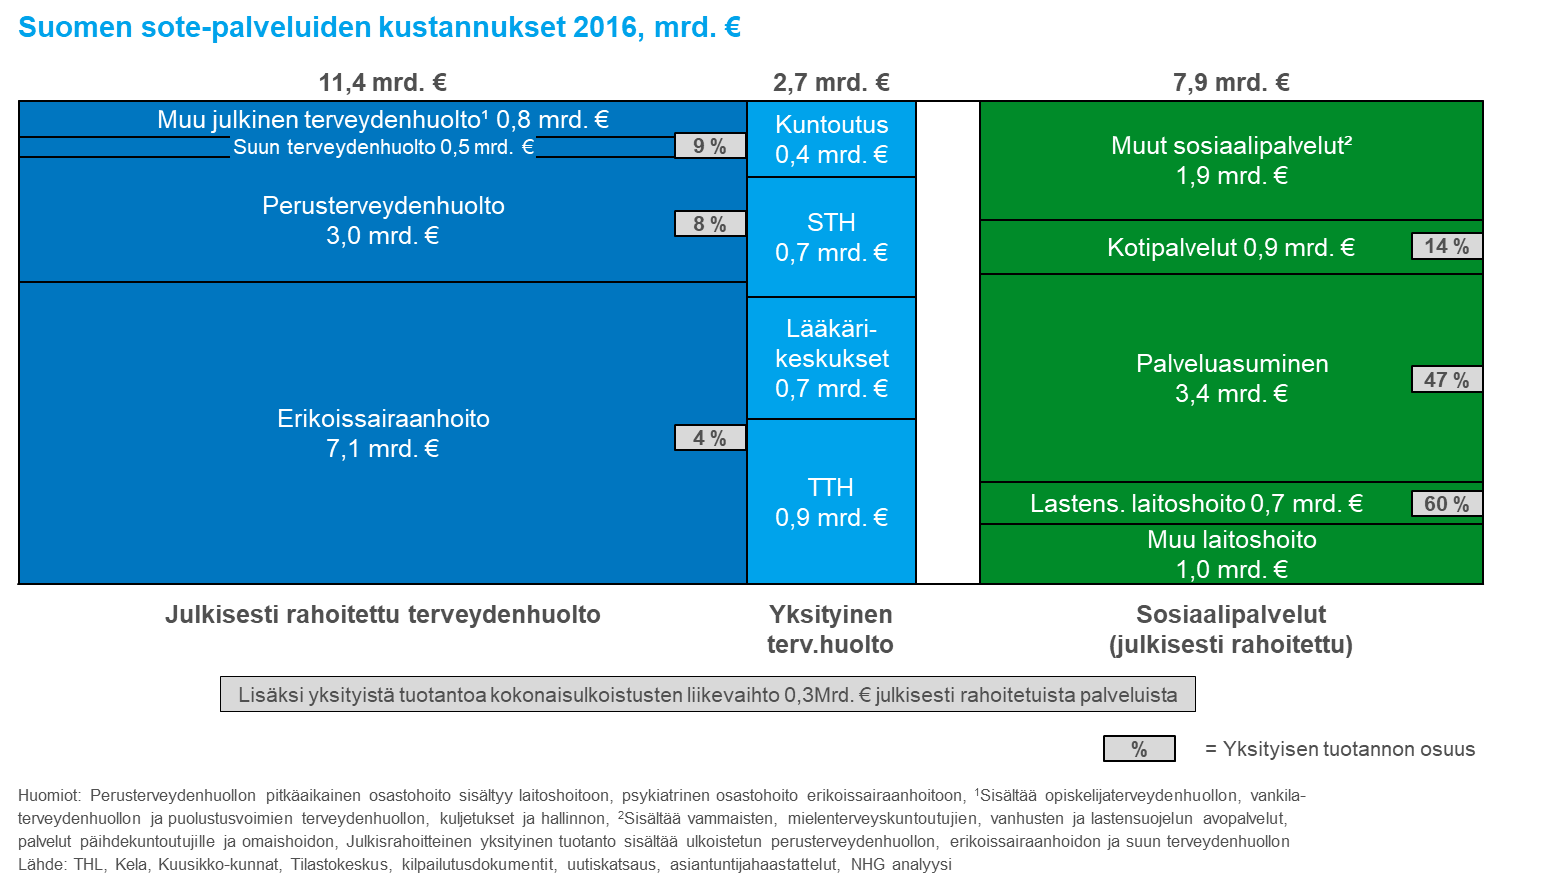 Suomen sote-palveluiden kustannukset 2016, mrd. €
11,4 mrd. €
2,7 mrd. €
7,9 mrd. €
Muu julkinen terveydenhuolto¹ 0,8 mrd. €
Suun terveydenhuolto 0,5 mrd. €
9 %
Perusterveydenhuolto
3,0 mrd. €
8 %
Erikoissairaanhoito
7,1 mrd. €
4 %
Kuntoutus
0,4 mrd. €
STH
0,7 mrd. €
Lääkäri-
keskukset
0,7 mrd. €
TTH
0,9 mrd. €
Muut sosiaalipalvelut²
1,9 mrd. €
Kotipalvelut 0,9 mrd. €
14 %
Palveluasuminen
3,4 mrd. €
47 %
Lastens. laitoshoito 0,7 mrd. €
60 %
Muu laitoshoito
1,0 mrd. €
Julkisesti rahoitettu terveydenhuolto
Yksityinen
terv.huolto
Sosiaalipalvelut
(julkisesti rahoitettu)
Lisäksi yksityistä tuotantoa kokonaisulkoistusten liikevaihto 0,3Mrd. € julkisesti rahoitetuista palveluista
% = Yksityisen tuotannon osuus
Huomiot: Perusterveydenhuollon pitkäaikainen osastohoito sisältyy laitoshoitoon, psykiatrinen osastohoito erikoissairaanhoitoon, ¹Sisältää opiskelijaterveydenhuollon, vankila-
terveydenhuollon ja puolustusvoimien terveydenhuollon, kuljetukset ja hallinnon, ²Sisältää vammaisten, mielenterveyskuntoutujien, vanhusten ja lastensuojelun avopalvelut,
palvelut päihdekuntoutujille ja omaishoidon, Julkisrahoitteinen yksityinen tuotanto sisältää ulkoistetun perusterveydenhuollon, erikoissairaanhoidon ja suun terveydenhuollon
Lähde: THL, Kela, Kuusikko-kunnat, Tilastokeskus, kilpailutusdokumentit, uutiskatsaus, asiantuntijahaastattelut, NHG analyysi